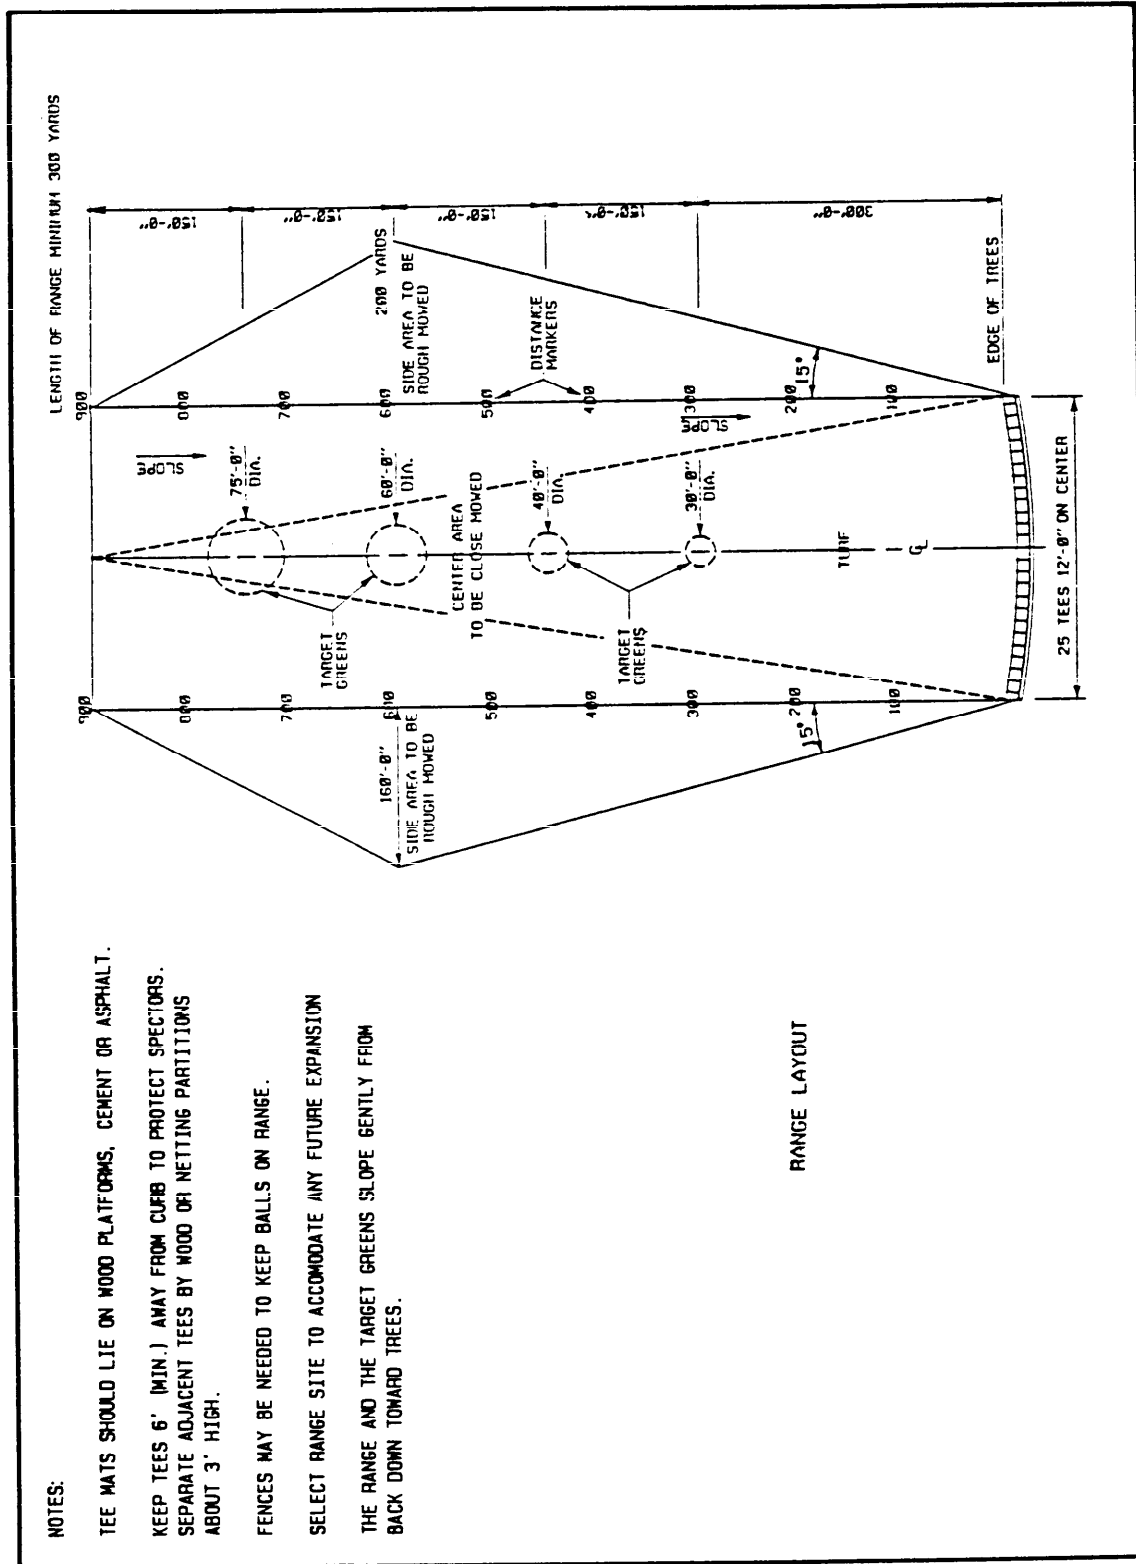 NOTES:
TEE MATS SHOULD LIE ON WOOD PLATFORMS, CEMENT OR ASPHALT.
KEEP TEES 6' (MIN.) AWAY FROM CURB TO PROTECT SPECTORS.
SEPARATE ADJACENT TEES BY WOOD OR NETTING PARTITIONS
ABOUT 3' HIGH.
FENCES MAY BE NEEDED TO KEEP BALLS ON RANGE.
SELECT RANGE SITE TO ACCOMODATE ANY FUTURE EXPANSION
THE RANGE AND THE TARGET GREENS SLOPE GENTLY FROM
BACK DOWN TOWARD TREES.
RANGE LAYOUT
LENGTH OF RANGE MINIMUM 300 YARDS
900
800
700
600
500
400
300
200
100
160'-0"
SIDE AREA TO BE
ROUGH MOWED
15°
TARGET
GREENS
TARGET
GREENS
CENTER AREA
TO BE CLOSE MOWED
75'-0"
DIA.
60'-0"
DIA.
40'-0"
DIA.
30'-0"
DIA.
SLOPE
SLOPE
TURF
CL
900
800
700
600
500
400
300
200
100
200 YARDS
SIDE AREA TO BE
ROUGH MOWED
DISTANCE
MARKERS
15°
EDGE OF TREES
150'-0"
150'-0"
150'-0"
150'-0"
300'-0"
25 TEES 12'-0" ON CENTER